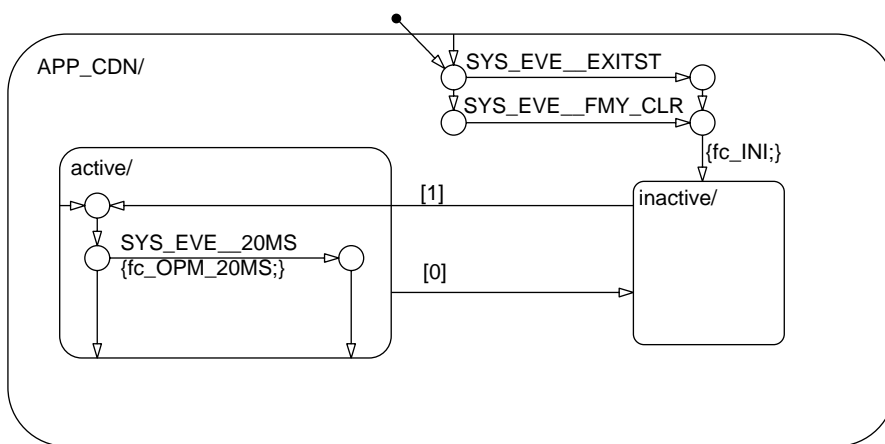 APP_CDN/
SYS_EVE__EXITST
SYS_EVE__FMY_CLR
{fc_INI;}
active/
[1]
inactive/
SYS_EVE__20MS
{fc_OPM_20MS;}
[0]